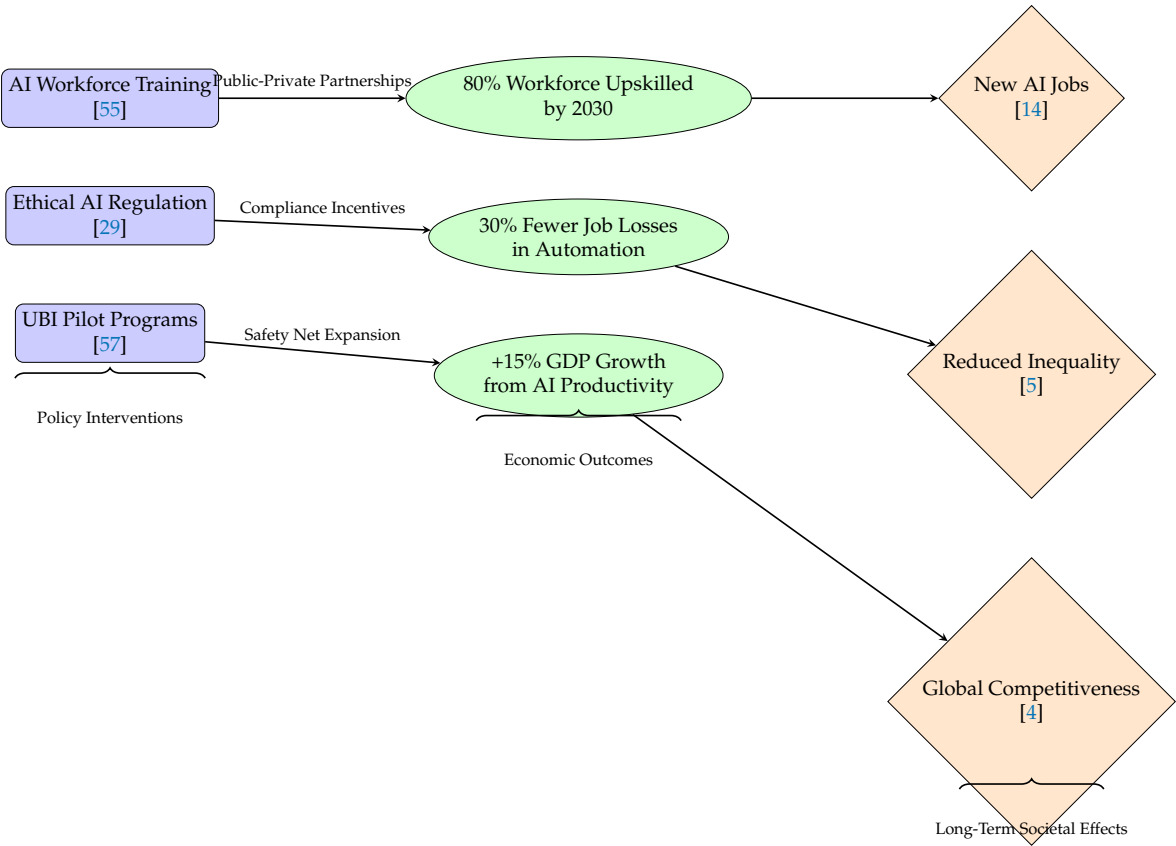 AI Workforce Training
[55]
Public-Private Partnerships
80% Workforce Upskilled
by 2030
New AI Jobs
[14]
Ethical AI Regulation
[29]
Compliance Incentives
30% Fewer Job Losses
in Automation
UBI Pilot Programs
[57]
Safety Net Expansion
+15% GDP Growth
from AI Productivity
Reduced Inequality
[5]
Policy Interventions
Economic Outcomes
Global Competitiveness
[4]
Long-Term Societal Effects